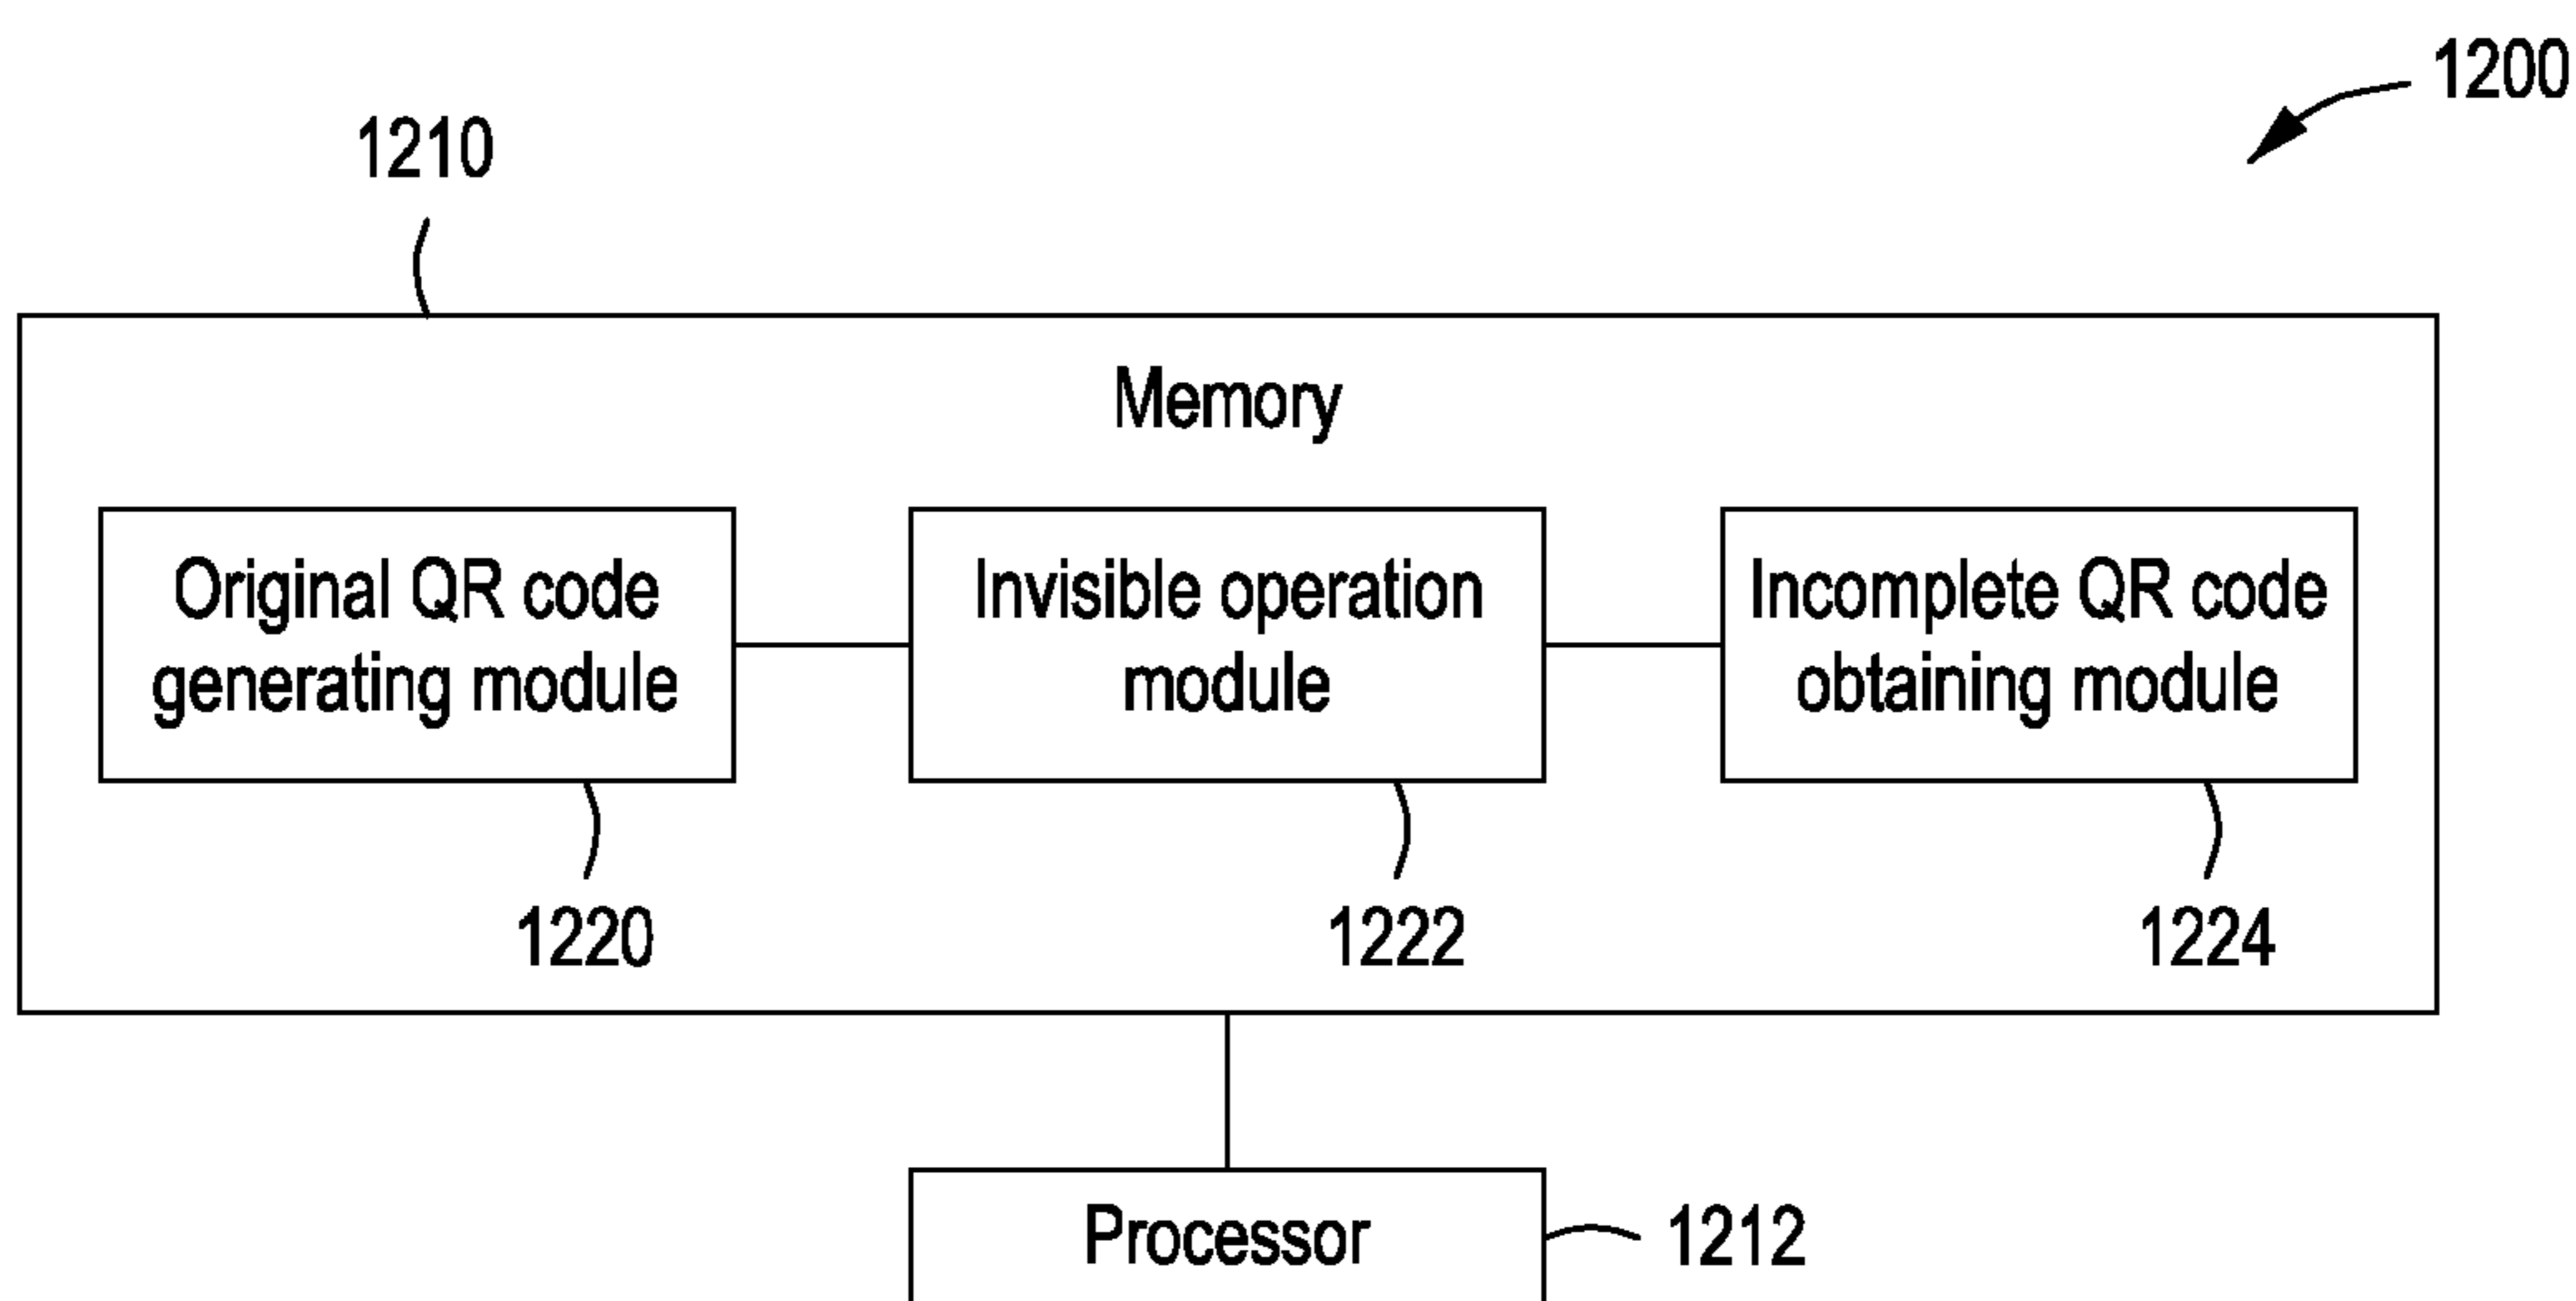 1200
1210
Memory
Original QR code
generating module
Invisible operation
module
Incomplete QR code
obtaining module
1220
1222
1224
Processor
1212